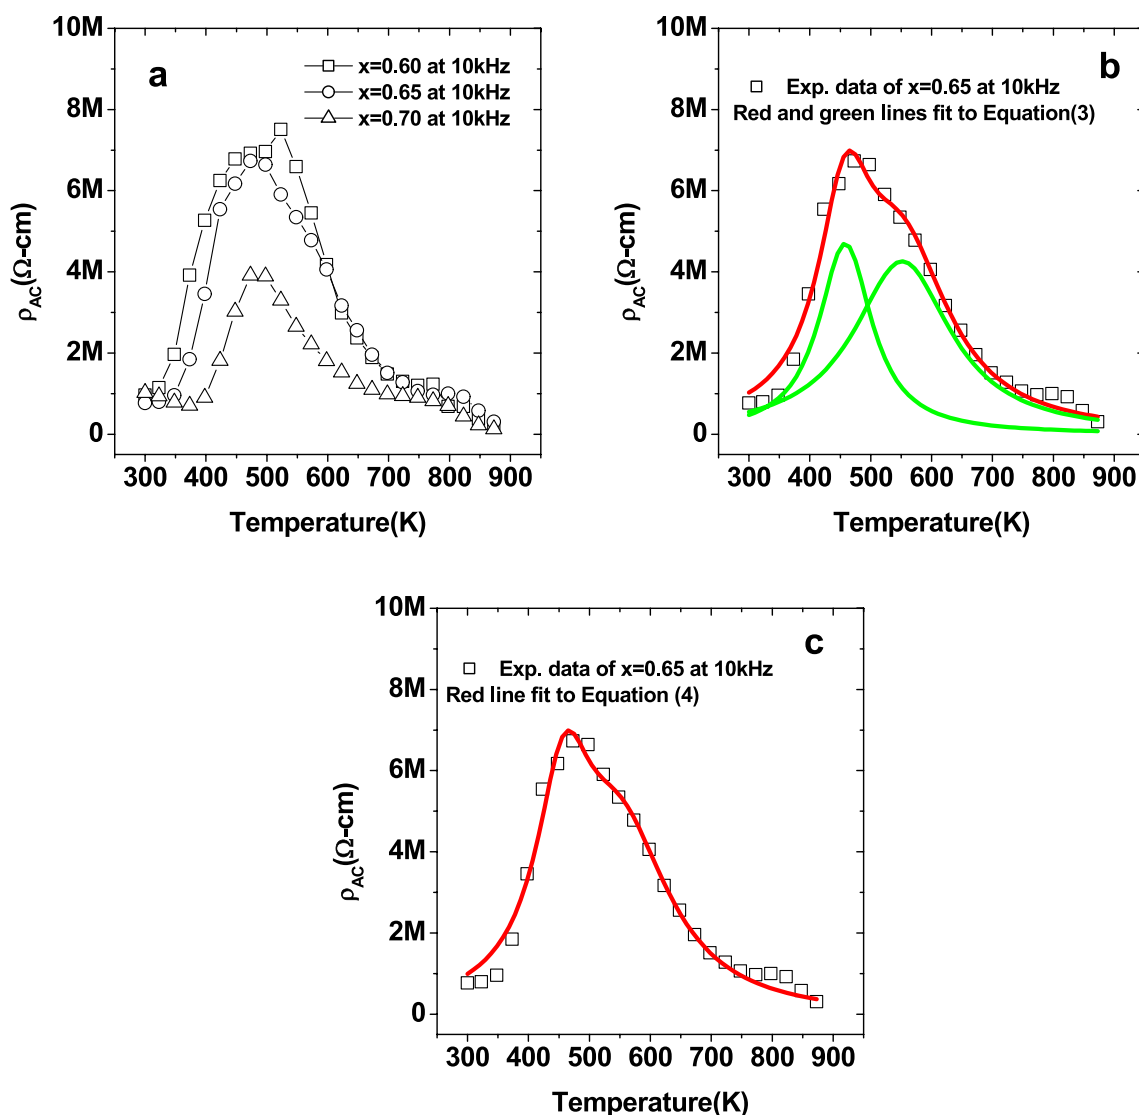 10M
8M
6M
4M
2M
0
ρAC(Ω-cm)
a
x=0.60 at 10kHz
x=0.65 at 10kHz
x=0.70 at 10kHz
300 400 500 600 700 800 900
Temperature(K)
10M
8M
6M
4M
2M
0
ρAC(Ω-cm)
b
Exp. data of x=0.65 at 10kHz
Red and green lines fit to Equation(3)
300 400 500 600 700 800 900
Temperature(K)
10M
8M
6M
4M
2M
0
ρAC(Ω-cm)
c
Exp. data of x=0.65 at 10kHz
Red line fit to Equation (4)
300 400 500 600 700 800 900
Temperature(K)